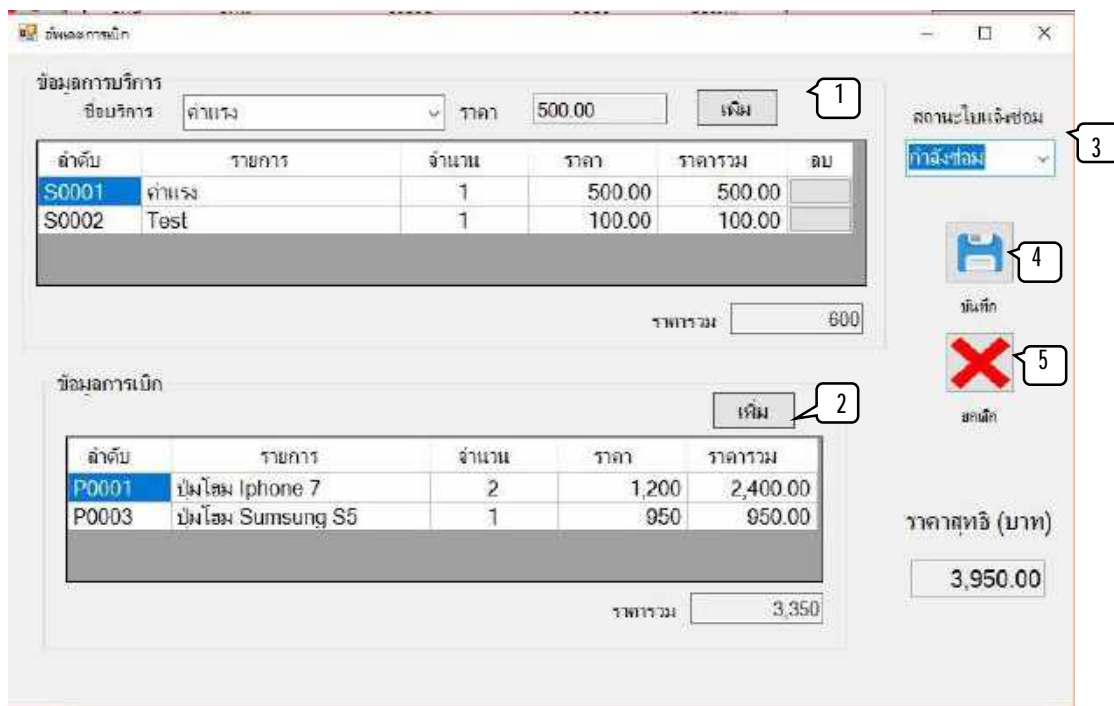 อัพเดตการเบิก
ข้อมูลการบริการ
ชื่อบริการ ค่าแรง ราคา 500.00 เพิ่ม 1
สถานะใบแจ้งซ่อม
กำลังซ่อม 3
ลำดับ รายการ จำนวน ราคา ราคารวม ลบ
S0001 ค่าแรง 1 500.00 500.00
S0002 Test 1 100.00 100.00
4
บันทึก
ราคารวม 600
5
ยกเลิก
ข้อมูลการเบิก
เพิ่ม 2
ลำดับ รายการ จำนวน ราคา ราคารวม
P0001 ปุ่มโฮม Iphone 7 2 1,200 2,400.00
P0003 ปุ่มโฮม Sumsung S5 1 950 950.00
ราคาสุทธิ (บาท)
3,950.00
ราคารวม 3,350